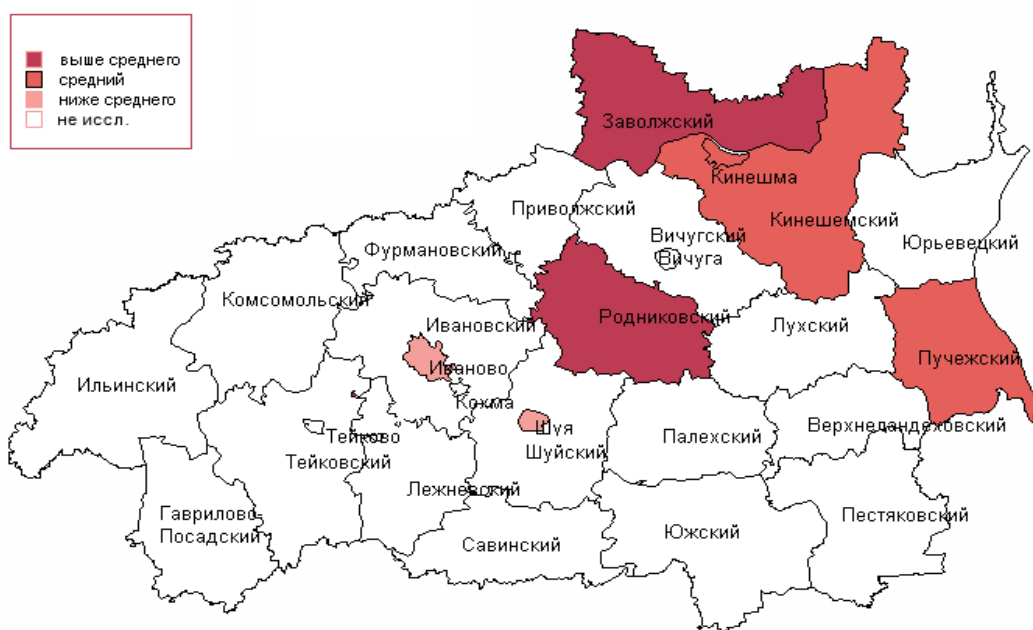 выше среднего
средний
ниже среднего
не иссл.
Заволжский
Кинешма
Приволжский
Кинешемский
Вичугский
Юрьевецкий
Фурмановский
Вичуга
Комсомольский
Ивановский
Родниковский
Лухский
Пучежский
Ильинский
Иваново
Кохма
Шуя
Верхнеландеховский
Тейково
Палехский
Шуйский
Тейковский
Лежневский
Гаврилово-
Посадский
Пестяковский
Южский
Савинский